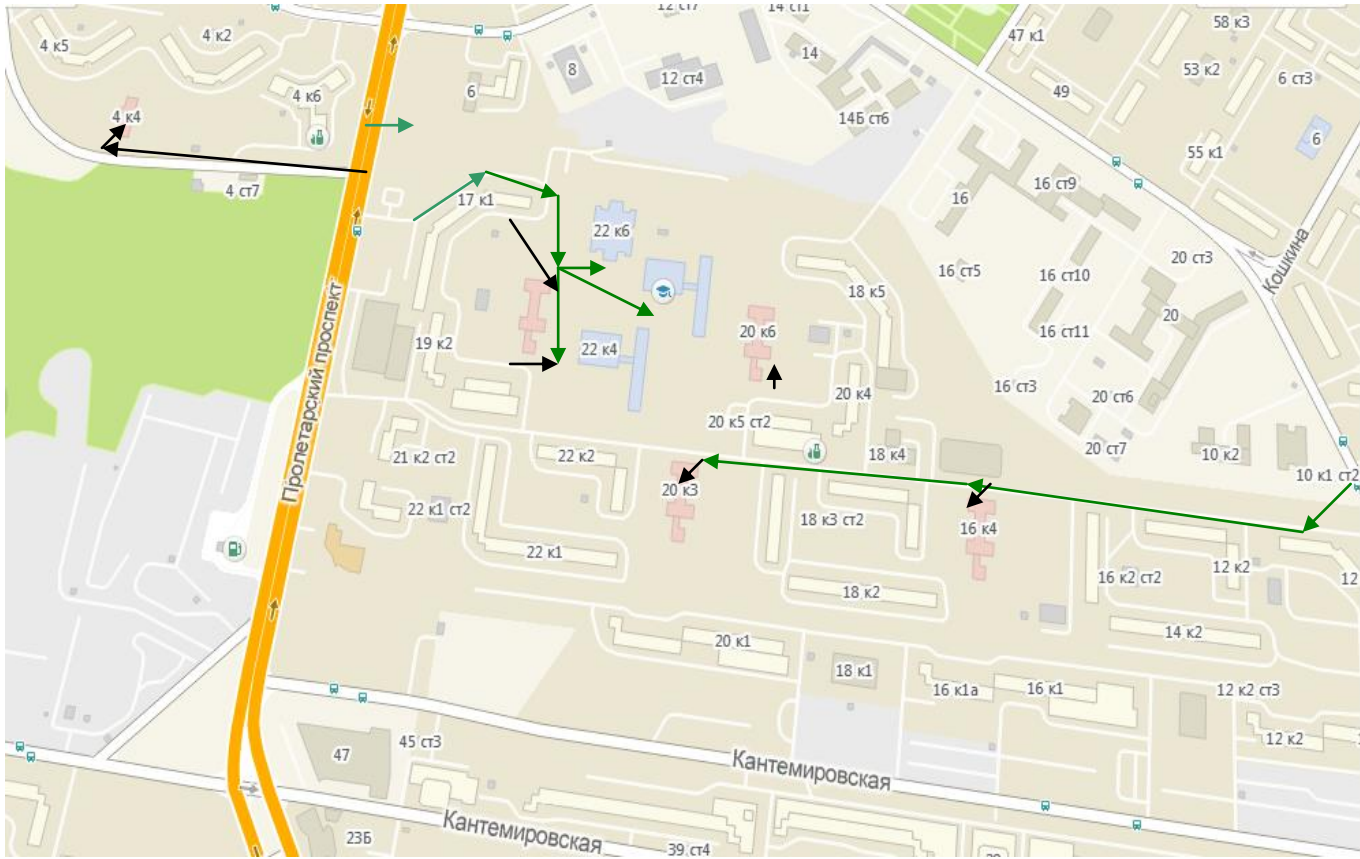 12 ст7
14 ст1
58 к3
4 к5
4 к2
47 к1
14
53 к2
8
12 ст4
6 ст3
6
4 к6
49
4 к4
14Б ст6
6
55 к1
4 ст7
16 ст9
17 к1
16
22 к6
20 ст3
Кошкина
16 ст5
16 ст10
18 к5
20
Пролетарский проспект
16 ст11
20 к6
19 к2
22 к4
16 ст3
20 к4
20 ст6
20 к5 ст2
20 ст7
21 к2 ст2
22 к2
18 к4
10 к2
10 к1 ст2
20 к3
22 к1 ст2
18 к3 ст2
16 к4
22 к1
12 к2
16 к2 ст2
12
18 к2
14 к2
20 к1
18 к1
16 к1а
16 к1
12 к2 ст3
45 ст3
12 к2
47
Кантемировская
Кантемировская
23Б
39 ст4